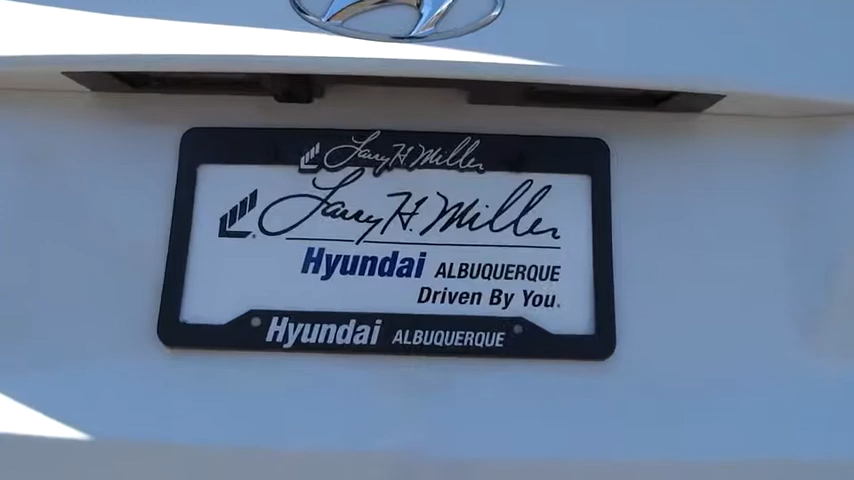 Larry H. Miller
Larry H. Miller
Hyundai ALBUQUERQUE
Driven By You.
Hyundai ALBUQUERQUE